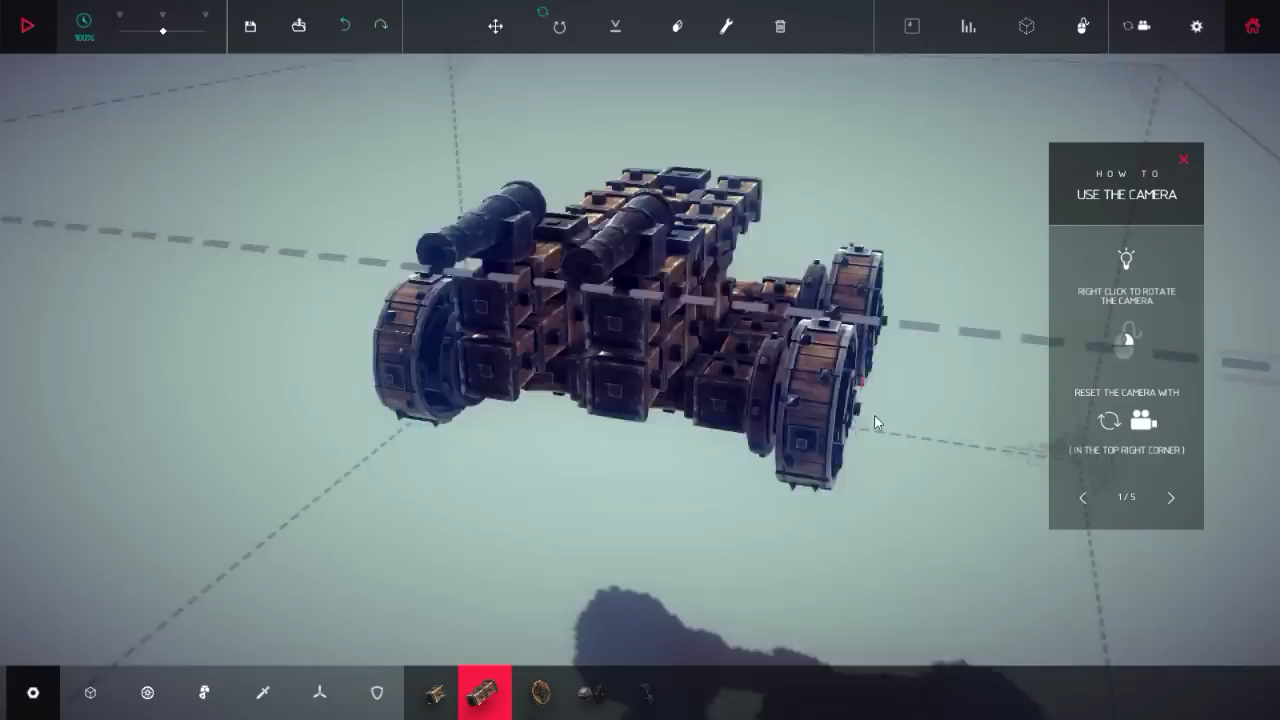 100%
HOW TO
USE THE CAMERA
RIGHT CLICK TO ROTATE
THE CAMERA
RESET THE CAMERA WITH
( IN THE TOP RIGHT CORNER )
1/5